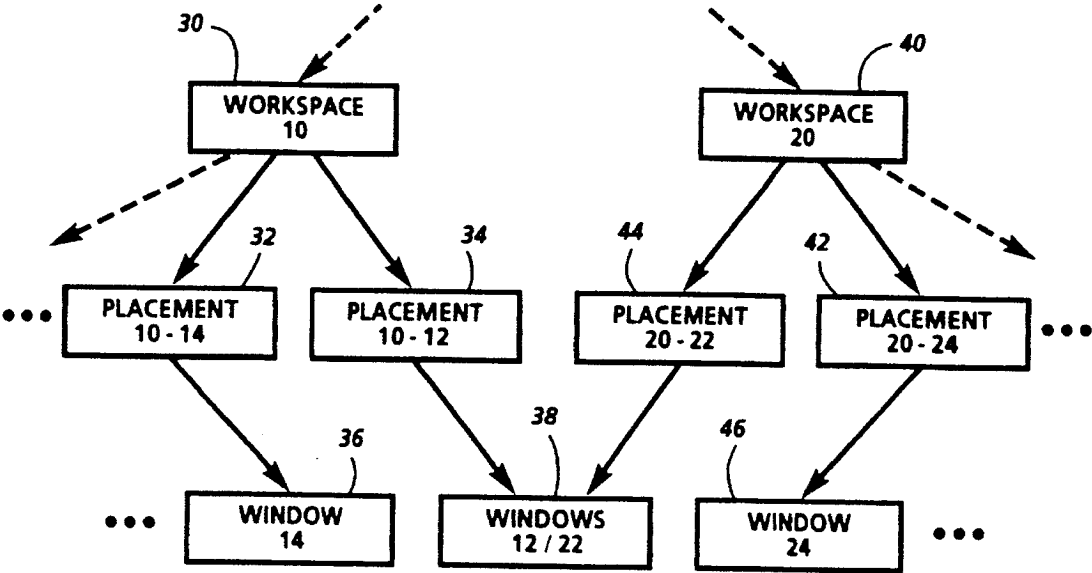 30
40
WORKSPACE
10
WORKSPACE
20
32
34
44
42
PLACEMENT
10 - 14
PLACEMENT
10 - 12
PLACEMENT
20 - 22
PLACEMENT
20 - 24
36
38
46
WINDOW
14
WINDOWS
12 / 22
WINDOW
24